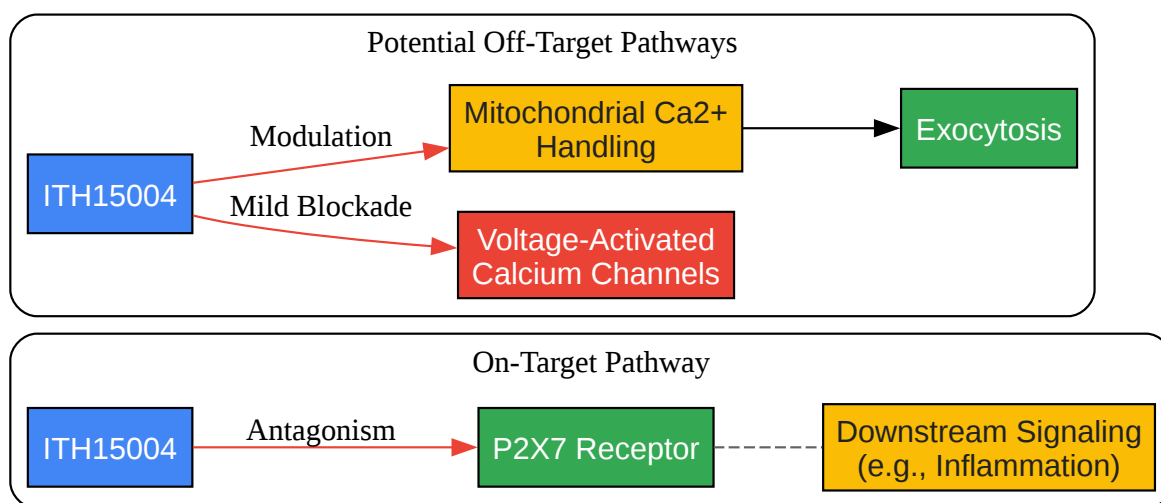 Potential Off-Target Pathways
ITH15004
Modulation
Mild Blockade
Mitochondrial Ca2+
Handling
Voltage-Activated
Calcium Channels
Exocytosis
On-Target Pathway
ITH15004
Antagonism
P2X7 Receptor
Downstream Signaling
(e.g., Inflammation)